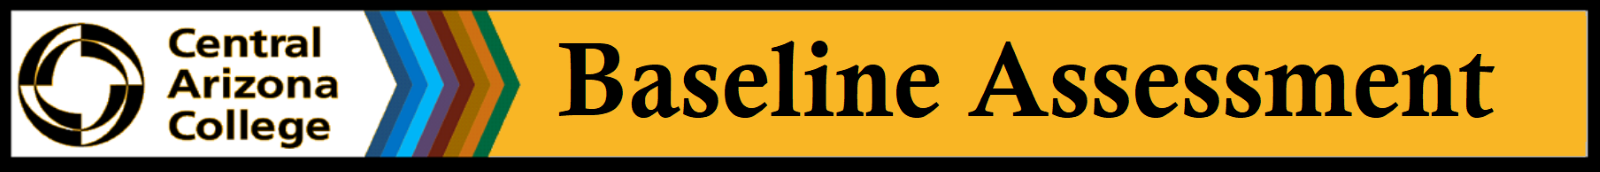 Central
Arizona
College
Baseline Assessment